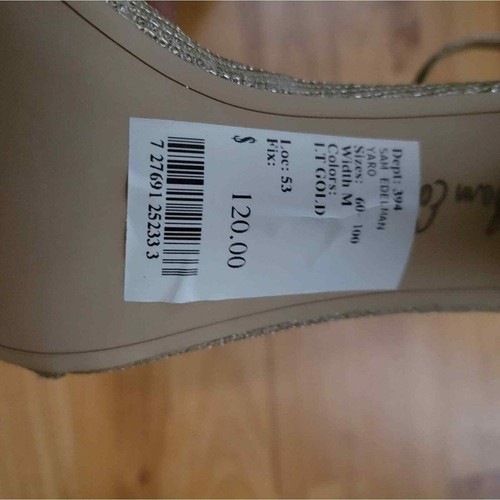 Dept: 394
SAM EDELMAN
YARO
Sizes: 60- 100
Width M
Colors:
LT GOLD
Loc: 53
Fix:
$ 120.00
7 27691 25233 3